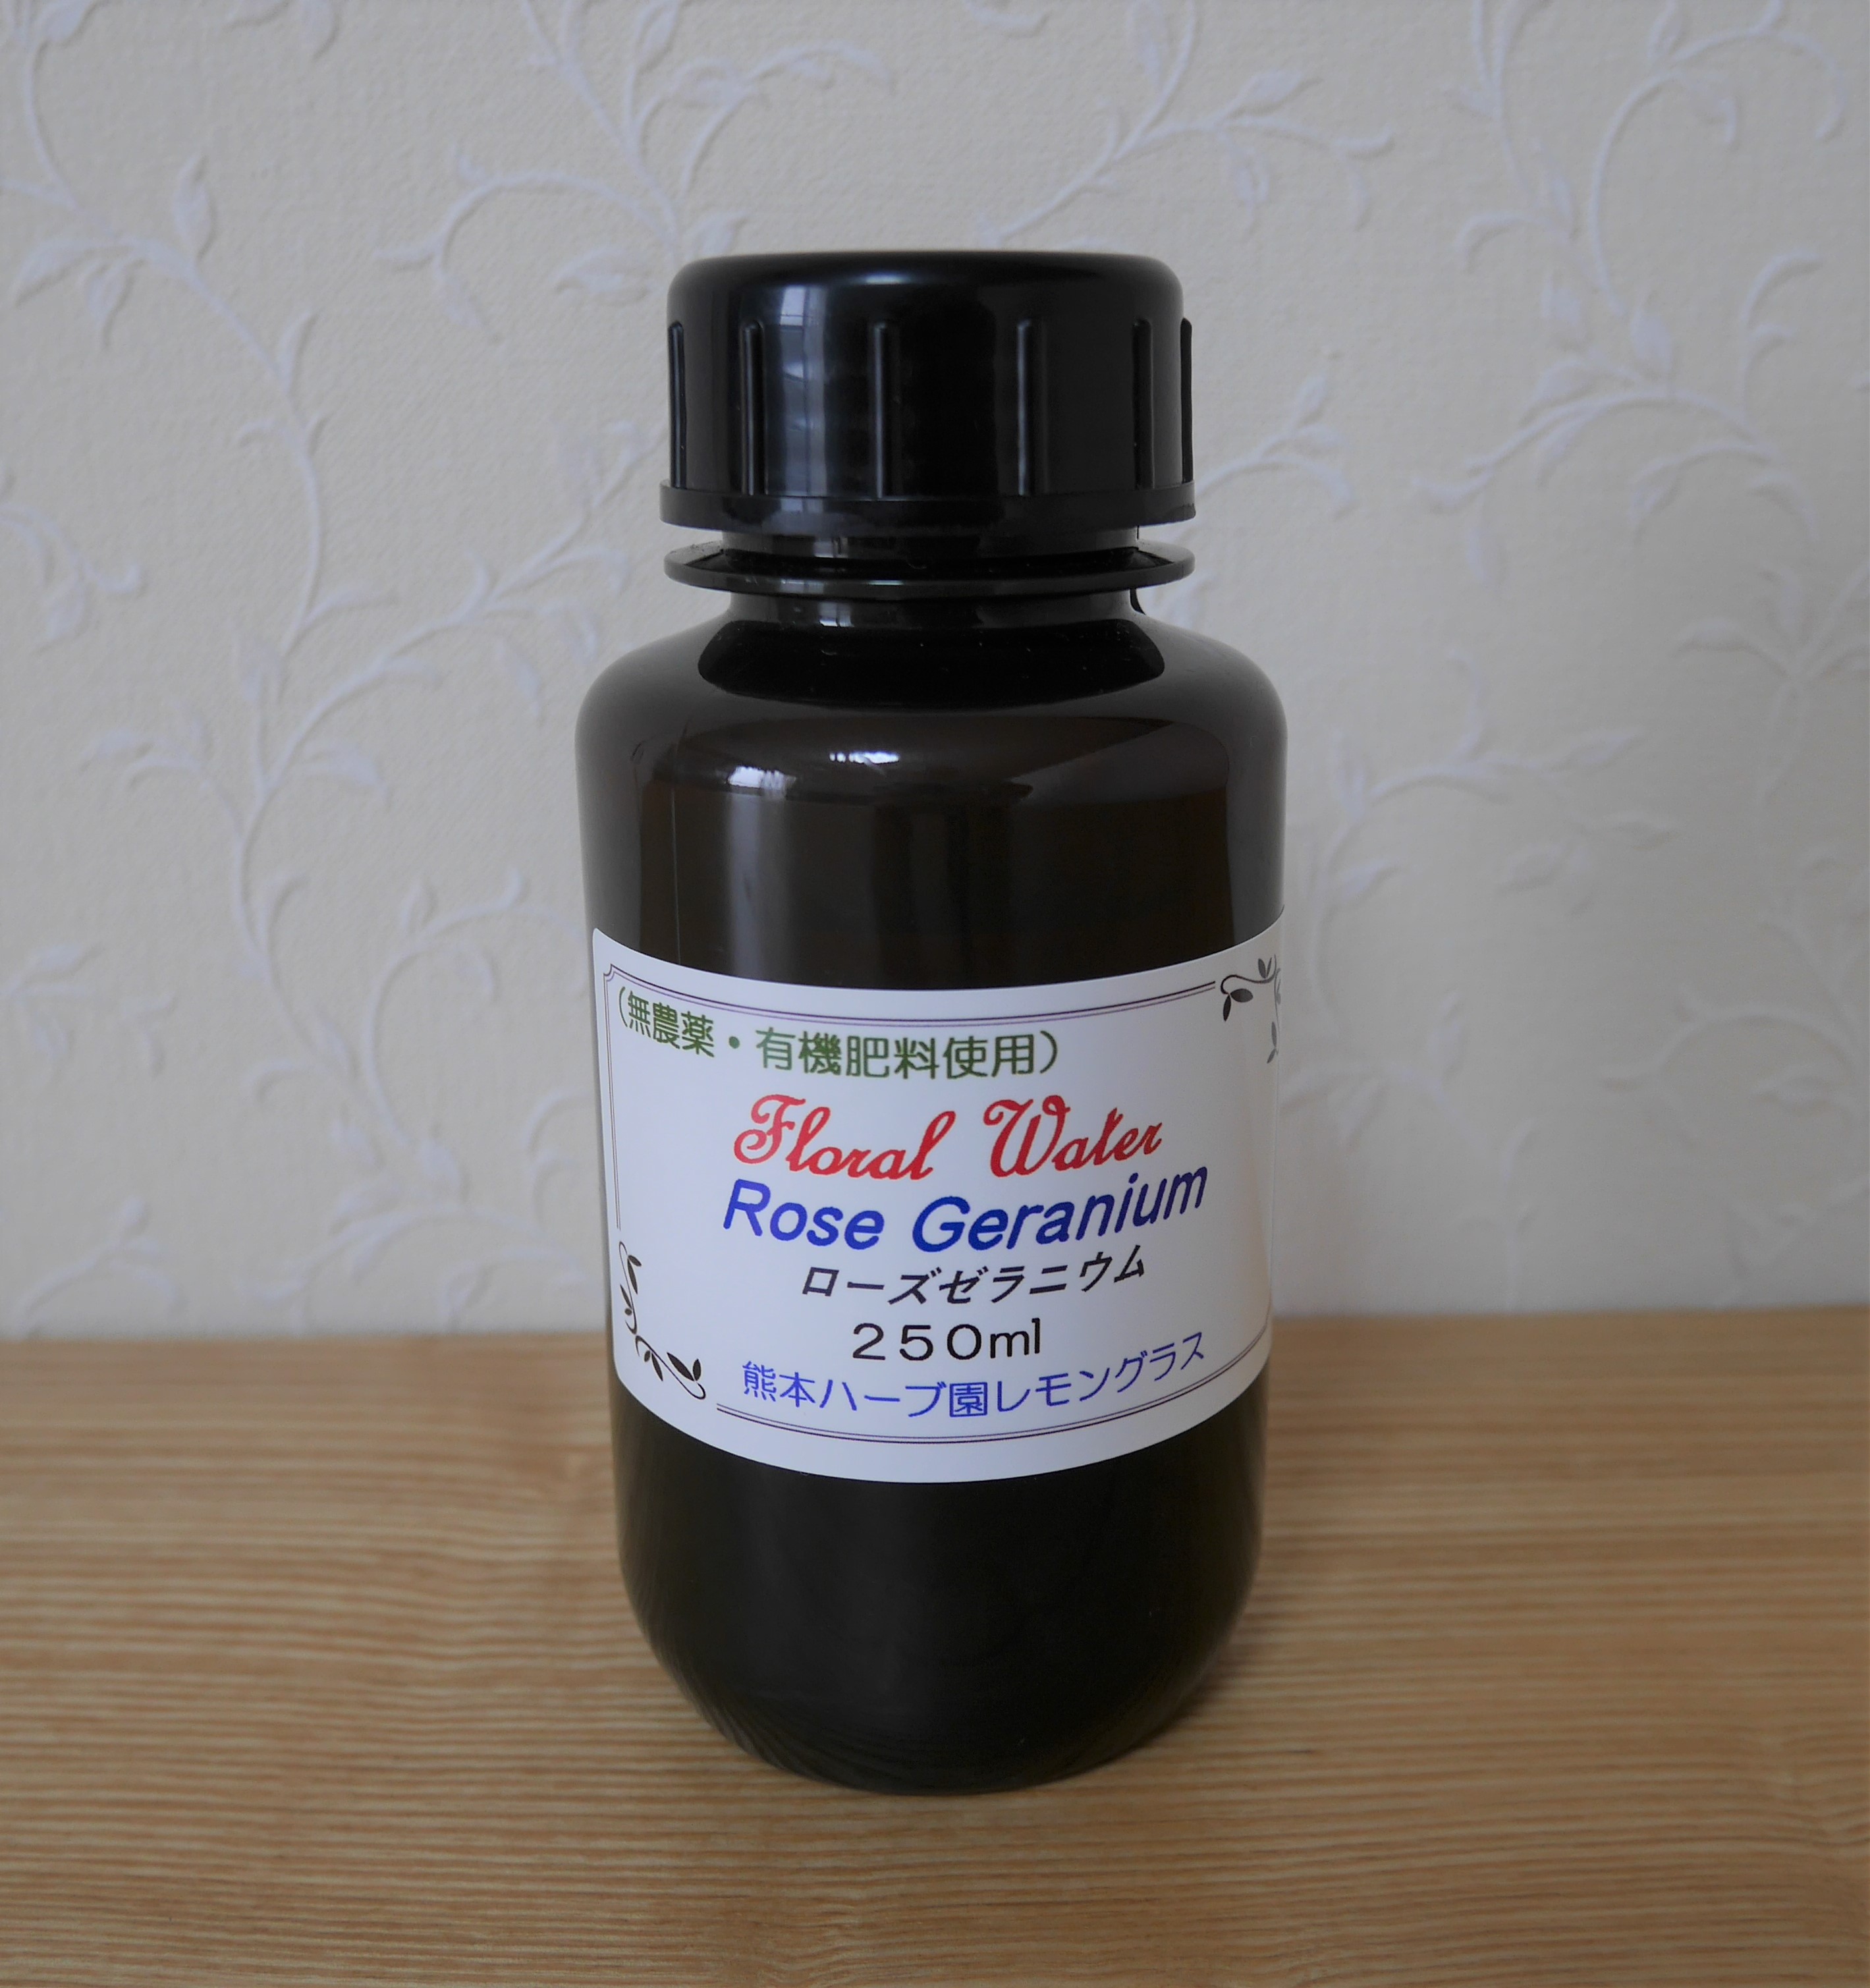 （無農薬・有機肥料使用）
Floral Water
Rose Geranium
ローズゼラニウム
２５０ml
熊本ハーブ園レモングラス